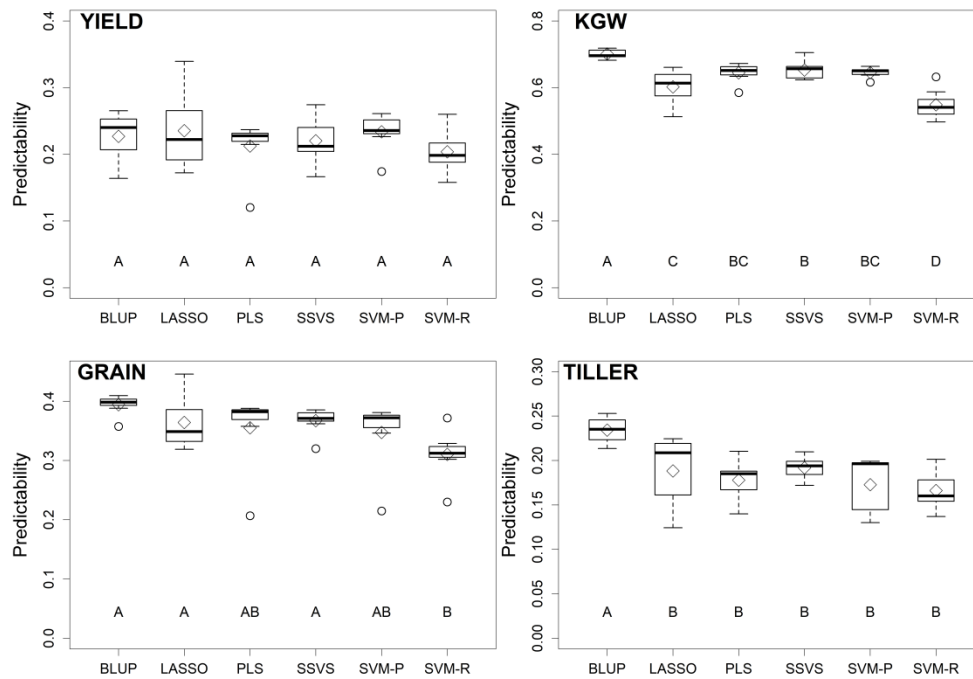 YIELD
Predictability
0.4
0.3
0.2
0.1
0.0
A A A A A A
BLUP LASSO PLS SSVS SVM-P SVM-R
KGW
Predictability
0.8
0.6
0.4
0.2
0.0
A C BC B BC D
BLUP LASSO PLS SSVS SVM-P SVM-R
GRAIN
Predictability
0.4
0.3
0.2
0.1
0.0
A A AB A AB B
BLUP LASSO PLS SSVS SVM-P SVM-R
TILLER
Predictability
0.30
0.25
0.20
0.15
0.10
0.05
0.00
A B B B B B
BLUP LASSO PLS SSVS SVM-P SVM-R